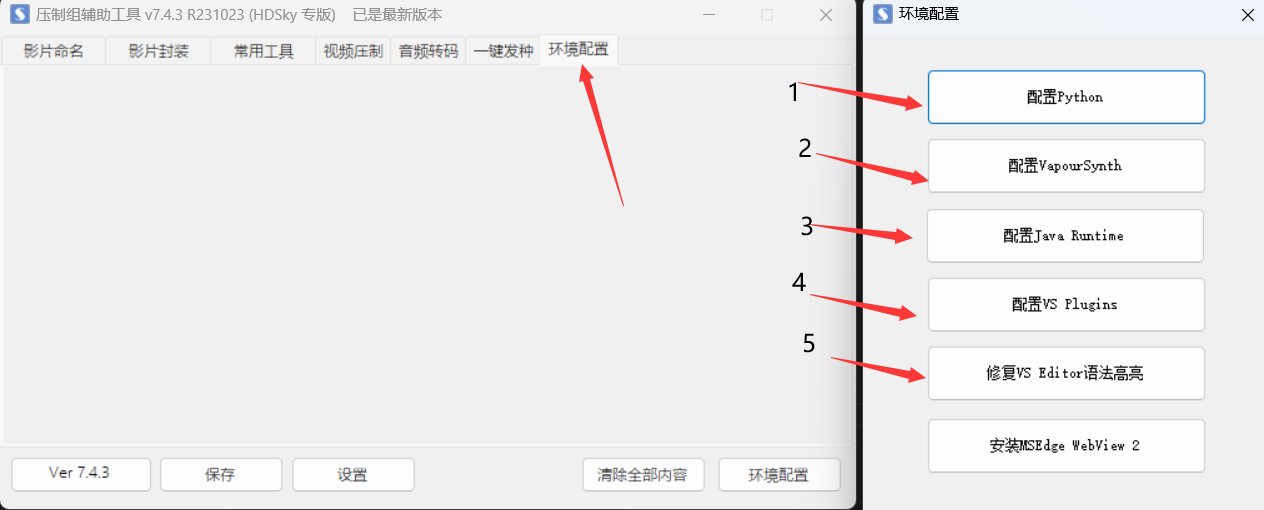 压制组辅助工具 v7.4.3 R231023 (HDSky 专版) 已是最新版本
影片命名 影片封装 常用工具 视频压制 音频转码 一键发种 环境配置
Ver 7.4.3 保存 设置 清除全部内容 环境配置
环境配置
1 配置Python
2 配置VapourSynth
3 配置Java Runtime
4 配置VS Plugins
5 修复VS Editor语法高亮
安装MSEdge WebView 2